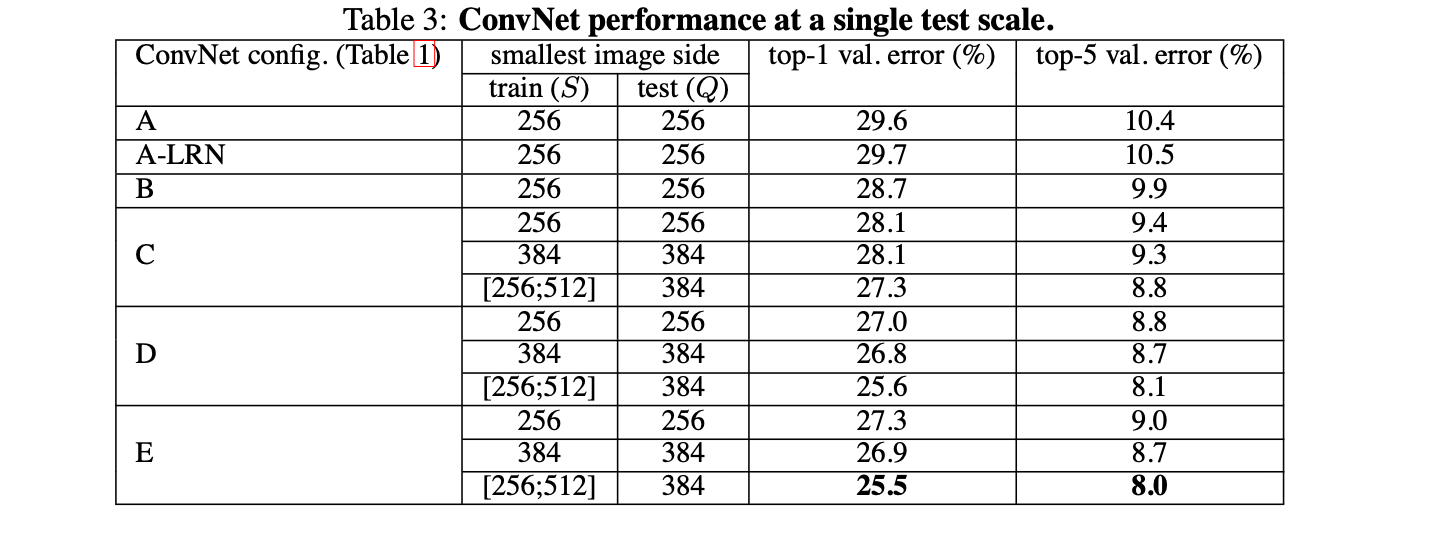 Table 3: ConvNet performance at a single test scale.
ConvNet config. (Table 1) smallest image side top-1 val. error (%) top-5 val. error (%)
train (S) test (Q)
A 256 256 29.6 10.4
A-LRN 256 256 29.7 10.5
B 256 256 28.7 9.9
256 256 28.1 9.4
C 384 384 28.1 9.3
[256;512] 384 27.3 8.8
256 256 27.0 8.8
D 384 384 26.8 8.7
[256;512] 384 25.6 8.1
256 256 27.3 9.0
E 384 384 26.9 8.7
[256;512] 384 25.5 8.0